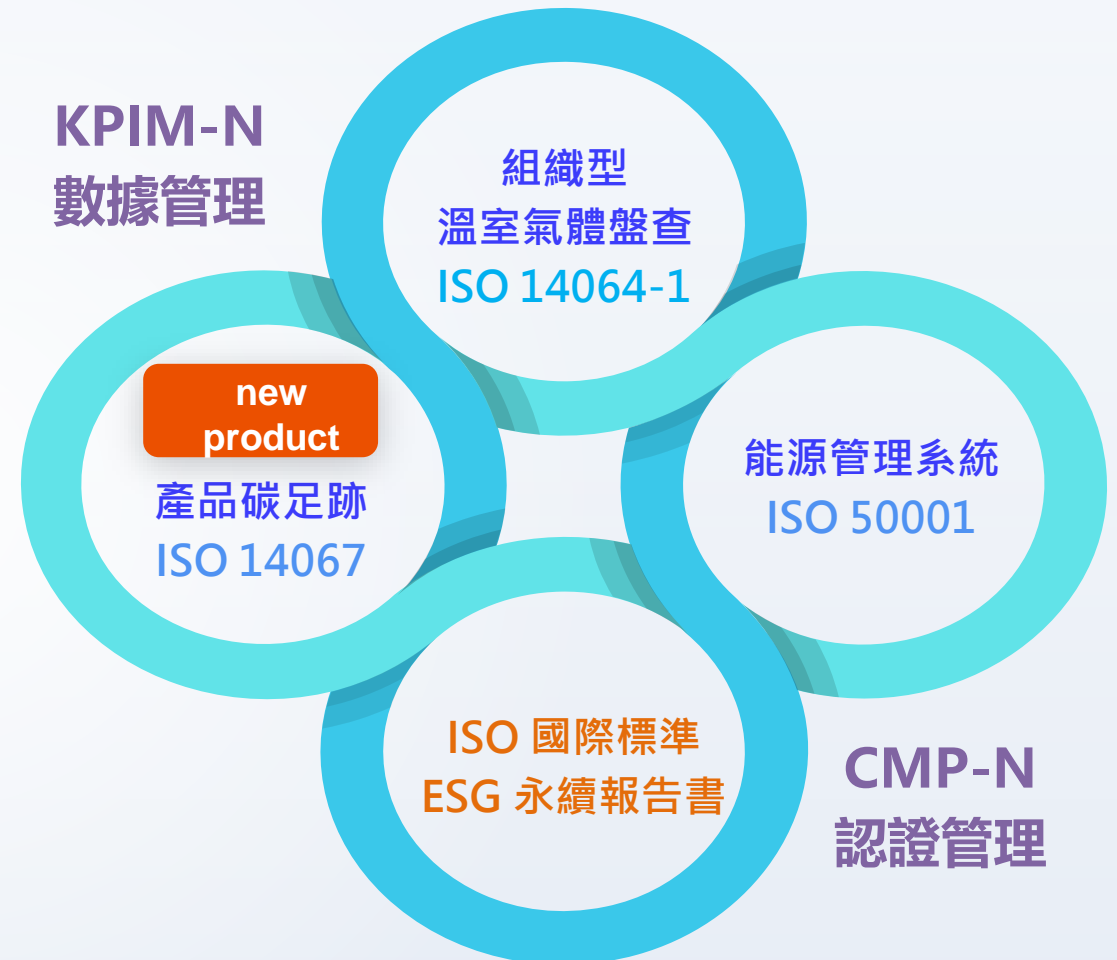 KPIM-N
數據管理
組織型
溫室氣體盤查
ISO 14064-1
new
product
產品碳足跡
ISO 14067
能源管理系統
ISO 50001
ISO 國際標準
ESG 永續報告書
CMP-N
認證管理